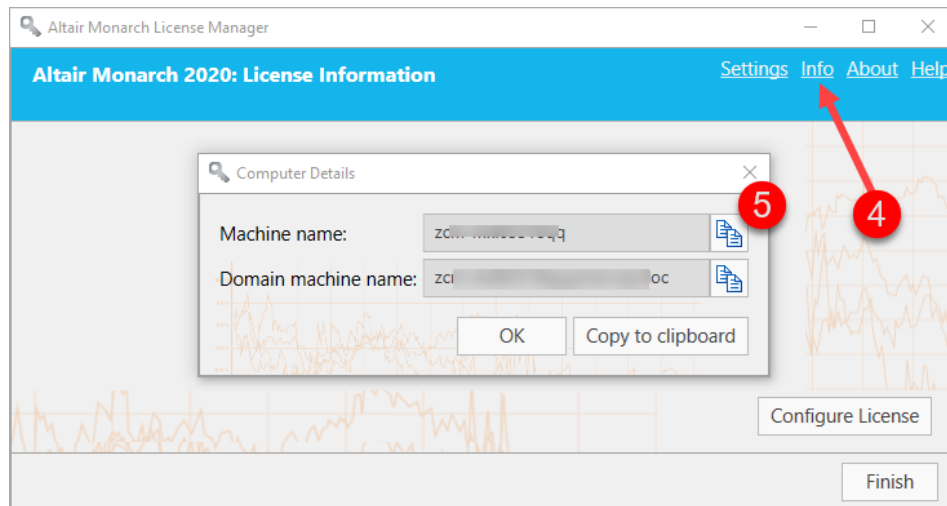 Altair Monarch License Manager
Altair Monarch 2020: License Information
Settings Info About Help
Computer Details
5
4
Machine name:
Domain machine name:
OK Copy to clipboard
Configure License
Finish